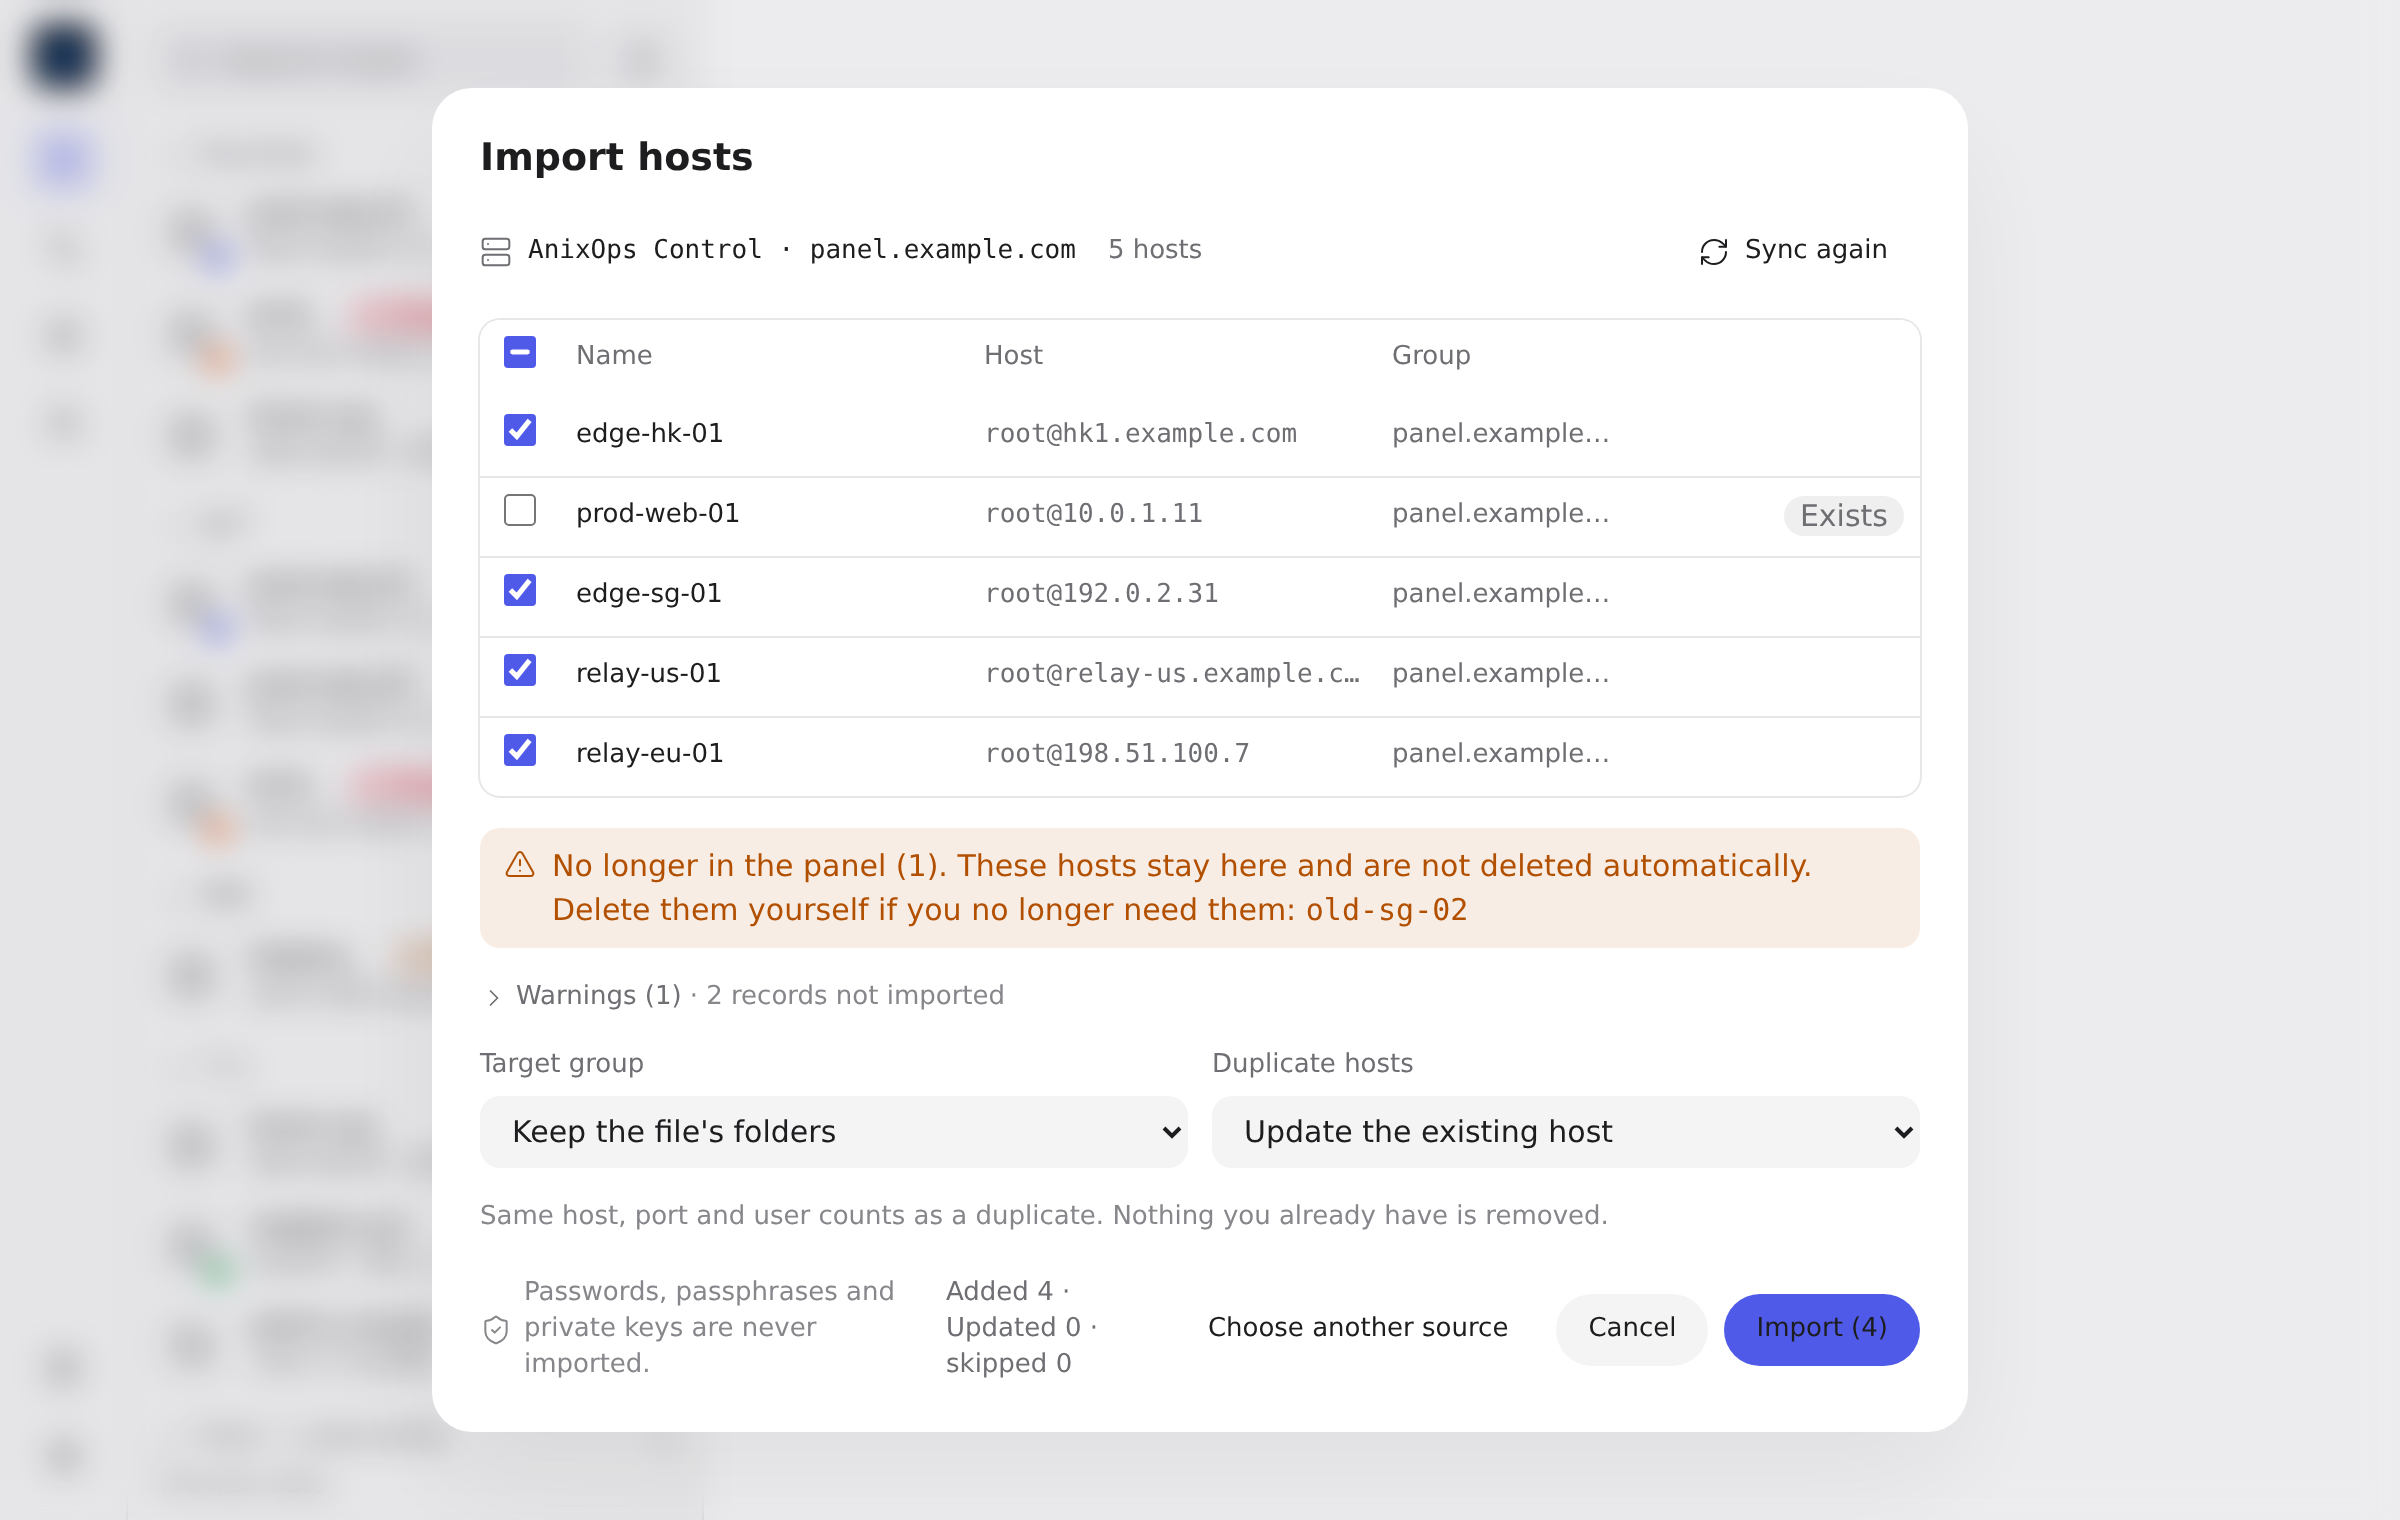 Import hosts
AnixOps Control · panel.example.com 5 hosts Sync again
Name Host Group
edge-hk-01 root@hk1.example.com panel.example…
prod-web-01 root@10.0.1.11 panel.example… Exists
edge-sg-01 root@192.0.2.31 panel.example…
relay-us-01 root@relay-us.example.c… panel.example…
relay-eu-01 root@198.51.100.7 panel.example…
No longer in the panel (1). These hosts stay here and are not deleted automatically.
Delete them yourself if you no longer need them: old-sg-02
Warnings (1) · 2 records not imported
Target group Duplicate hosts
Keep the file's folders Update the existing host
Same host, port and user counts as a duplicate. Nothing you already have is removed.
Passwords, passphrases and
private keys are never
imported.
Added 4 ·
Updated 0 ·
skipped 0
Choose another source Cancel Import (4)